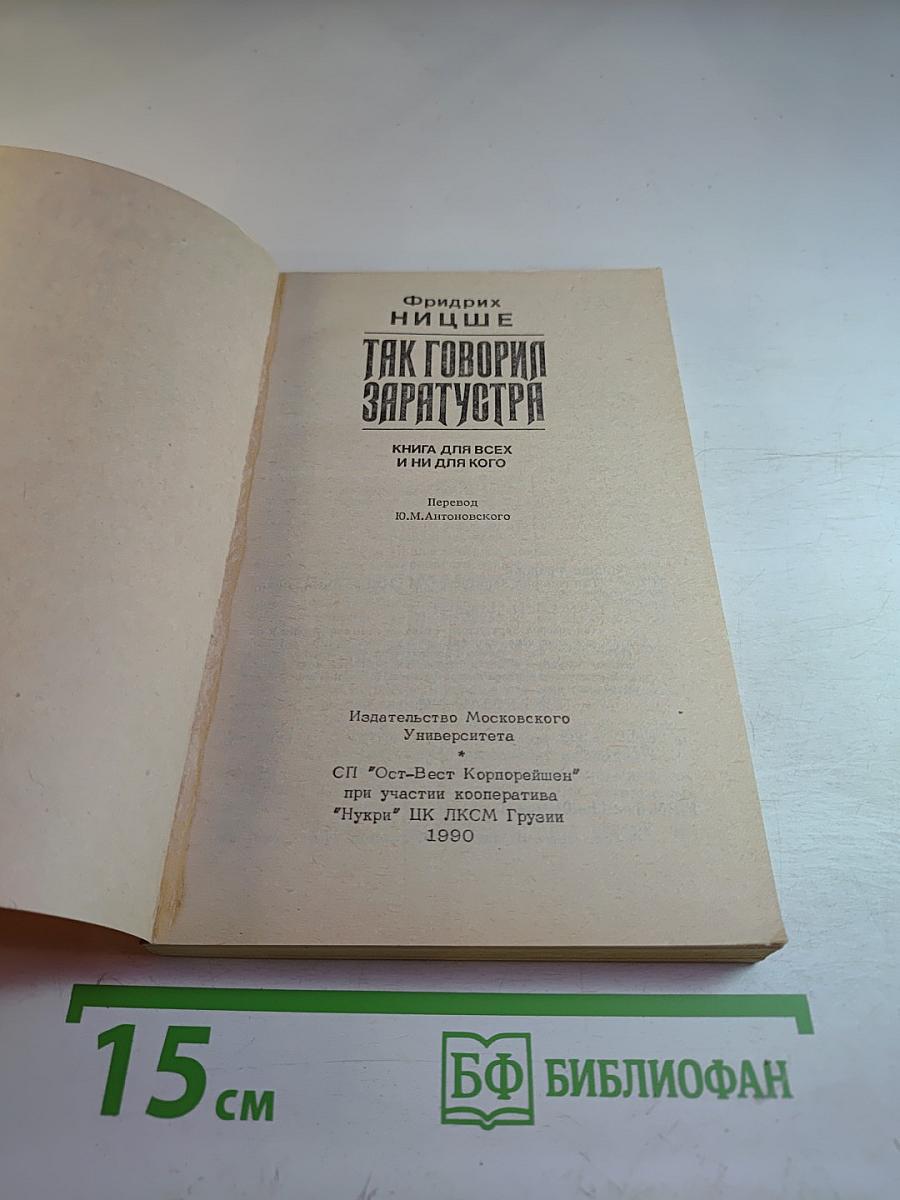 Фридрих
НИЦШЕ
ТАК ГОВОРИЛ
ЗАРАТУСТРА
КНИГА ДЛЯ ВСЕХ
И НИ ДЛЯ КОГО
Перевод
Ю.М.Антоновского
Издательство Московского
Университета
*
СП "Ост-Вест Корпорейшен"
при участии кооператива
"Нукри" ЦК ЛКСМ Грузии
1990
15 см
БФ БИБЛИОФАН